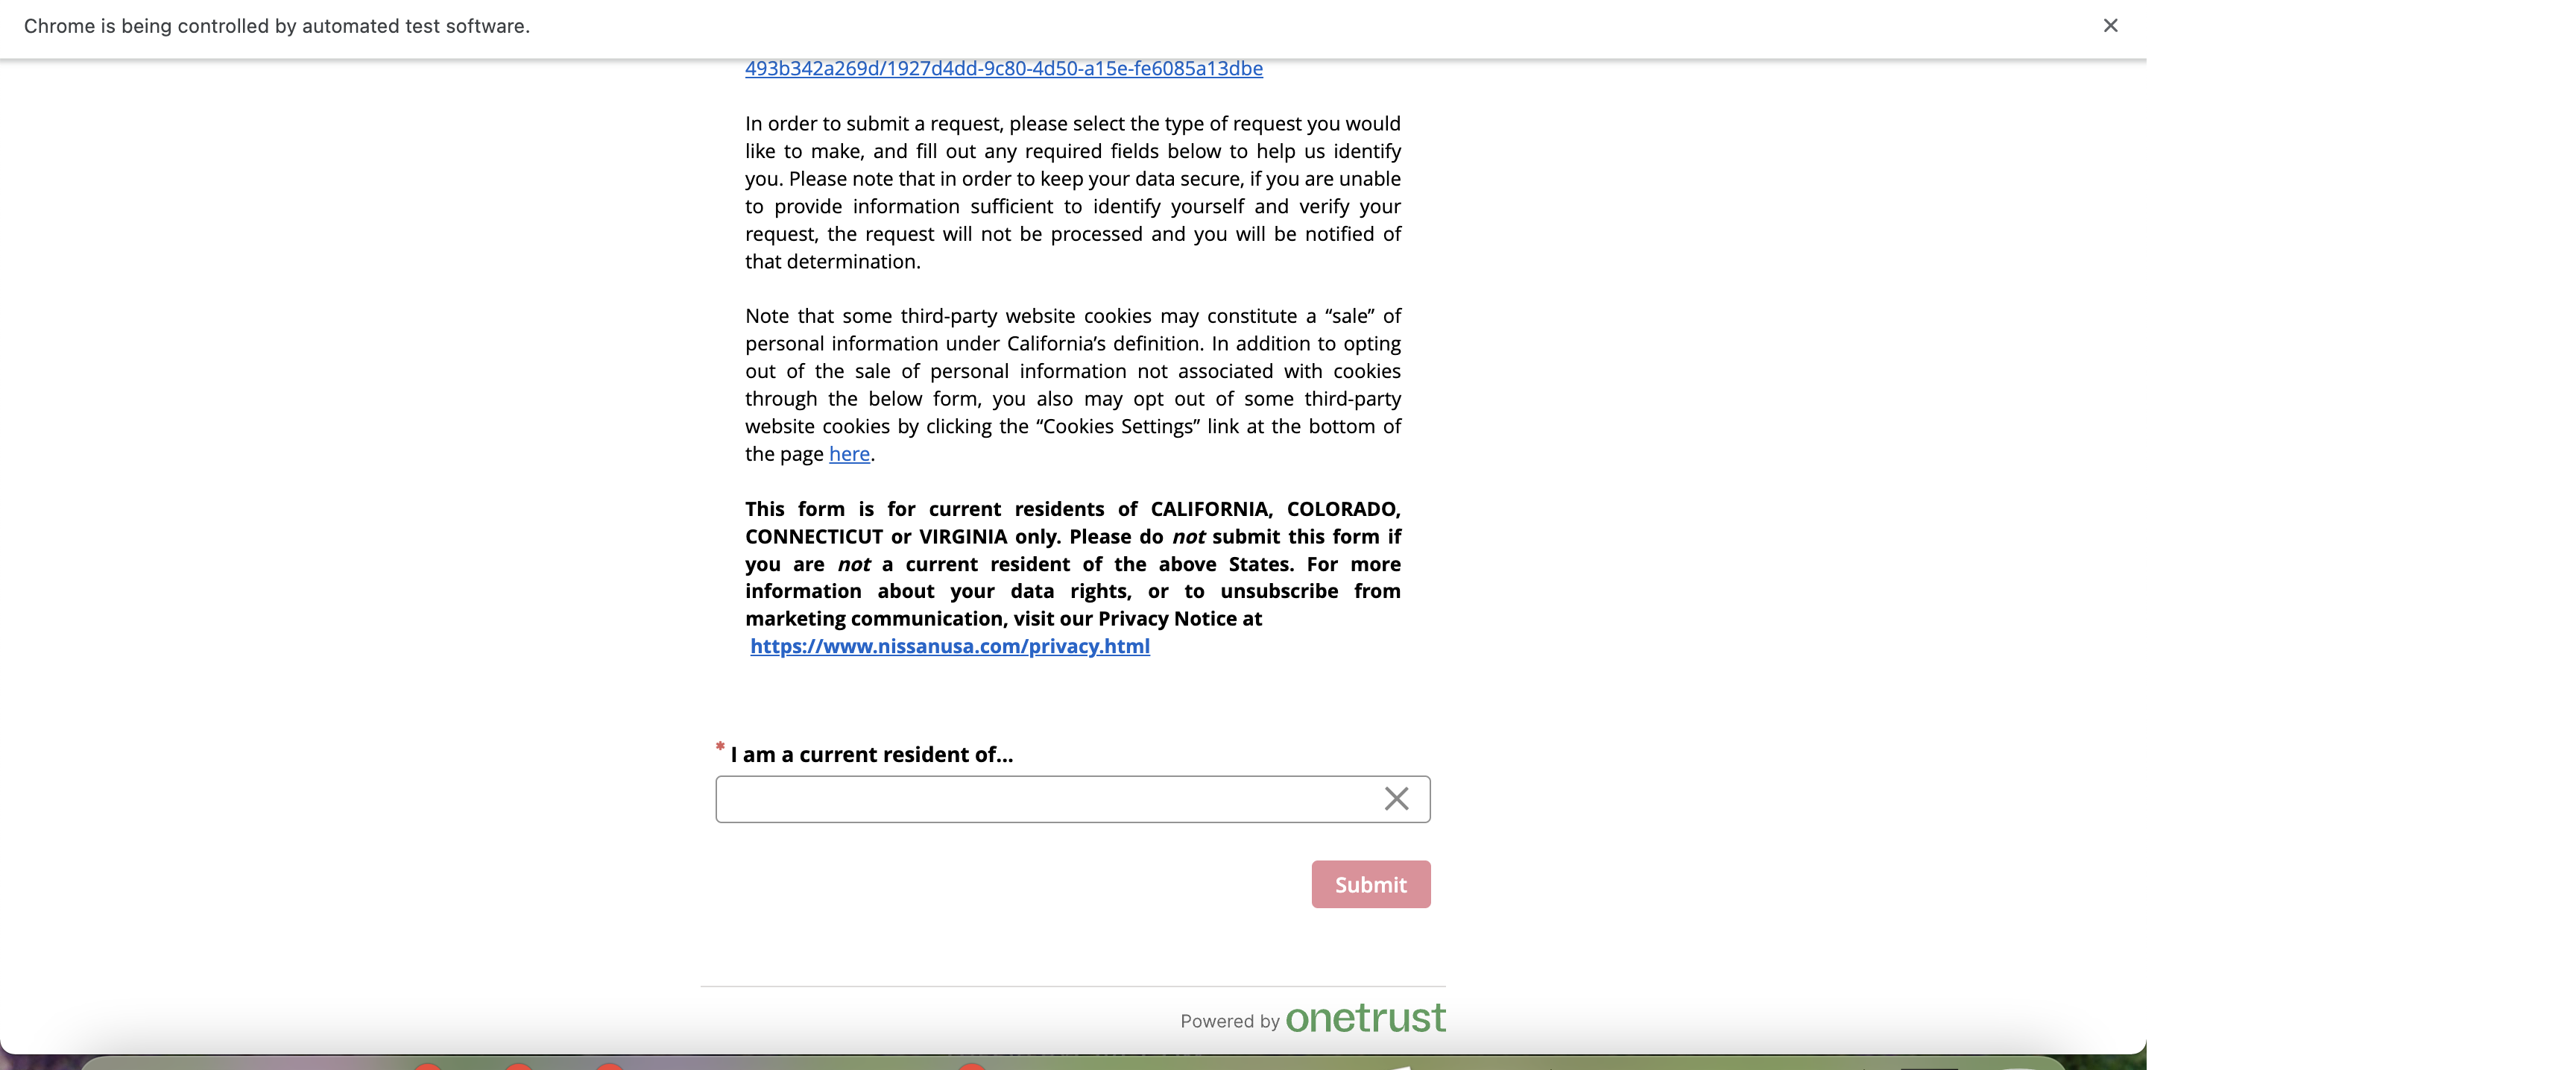 Chrome is being controlled by automated test software.
493b342a269d/1927d4dd-9c80-4d50-a15e-fe6085a13dbe
In order to submit a request, please select the type of request you would
like to make, and fill out any required fields below to help us identify
you. Please note that in order to keep your data secure, if you are unable
to provide information sufficient to identify yourself and verify your
request, the request will not be processed and you will be notified of
that determination.
Note that some third-party website cookies may constitute a “sale” of
personal information under California’s definition. In addition to opting
out of the sale of personal information not associated with cookies
through the below form, you also may opt out of some third-party
website cookies by clicking the “Cookies Settings” link at the bottom of
the page here.
This form is for current residents of CALIFORNIA, COLORADO,
CONNECTICUT or VIRGINIA only. Please do not submit this form if
you are not a current resident of the above States. For more
information about your data rights, or to unsubscribe from
marketing communication, visit our Privacy Notice at
https://www.nissanusa.com/privacy.html
* I am a current resident of...
Submit
Powered by onetrust